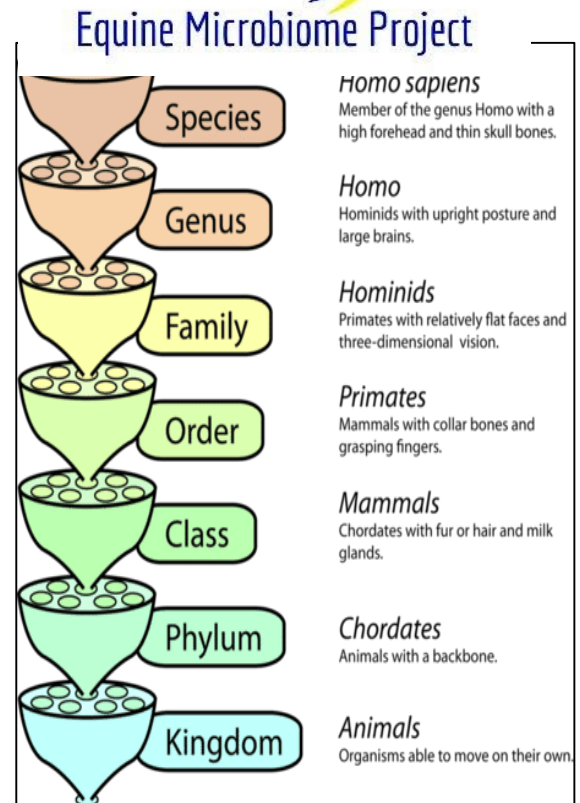 Equine Microbiome Project
Homo sapiens
Species
Member of the genus Homo with a
high forehead and thin skull bones.
Homo
Genus
Hominids with upright posture and
large brains.
Hominids
Family
Primates with relatively flat faces and
three-dimensional vision.
Primates
Order
Mammals with collar bones and
grasping fingers.
Mammals
Class
Chordates with fur or hair and milk
glands.
Chordates
Phylum
Animals with a backbone.
Animals
Kingdom
Organisms able to move on their own.